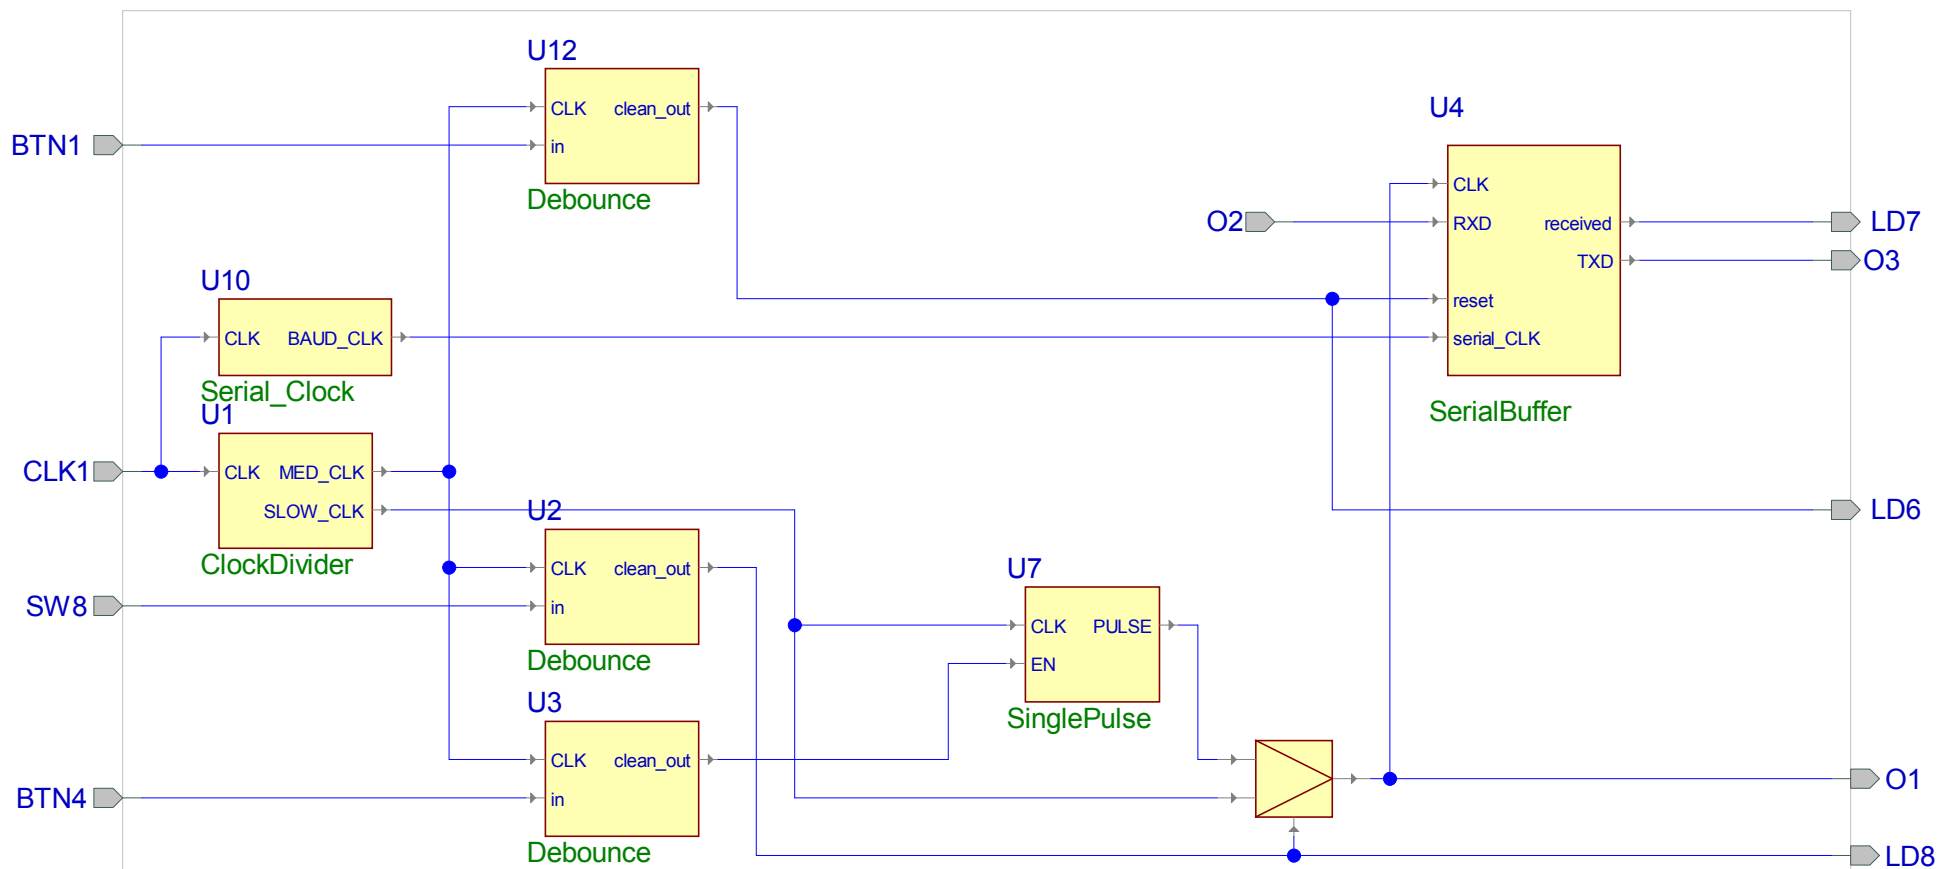 U12
CLK clean_out
in
Debounce
BTN1
U4
CLK
RXD received
TXD
reset
serial_CLK
SerialBuffer
O2
LD7
O3
U10
CLK BAUD_CLK
Serial_Clock
U1
CLK MED_CLK
SLOW_CLK
ClockDivider
CLK1
LD6
U2
CLK clean_out
in
Debounce
SW8
U7
CLK PULSE
EN
SinglePulse
U3
CLK clean_out
in
Debounce
BTN4
O1
LD8